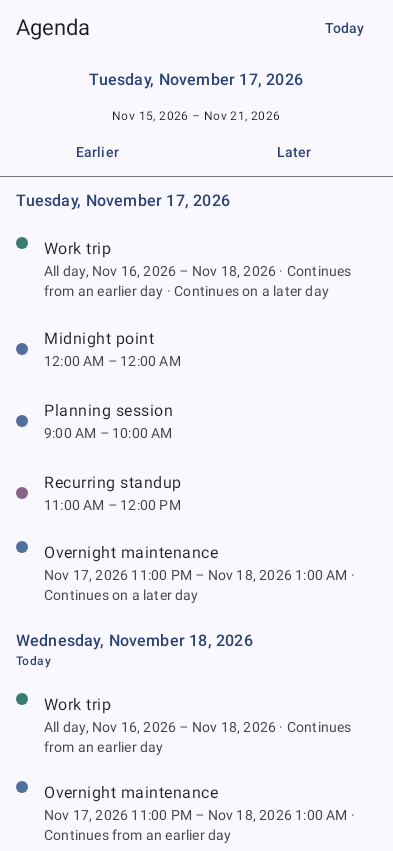 Agenda
Today
Tuesday, November 17, 2026
Nov 15, 2026 – Nov 21, 2026
Earlier
Later
Tuesday, November 17, 2026
Work trip
All day, Nov 16, 2026 – Nov 18, 2026 · Continues
from an earlier day · Continues on a later day
Midnight point
12:00 AM – 12:00 AM
Planning session
9:00 AM – 10:00 AM
Recurring standup
11:00 AM – 12:00 PM
Overnight maintenance
Nov 17, 2026 11:00 PM – Nov 18, 2026 1:00 AM ·
Continues on a later day
Wednesday, November 18, 2026
Today
Work trip
All day, Nov 16, 2026 – Nov 18, 2026 · Continues
from an earlier day
Overnight maintenance
Nov 17, 2026 11:00 PM – Nov 18, 2026 1:00 AM ·
Continues from an earlier day